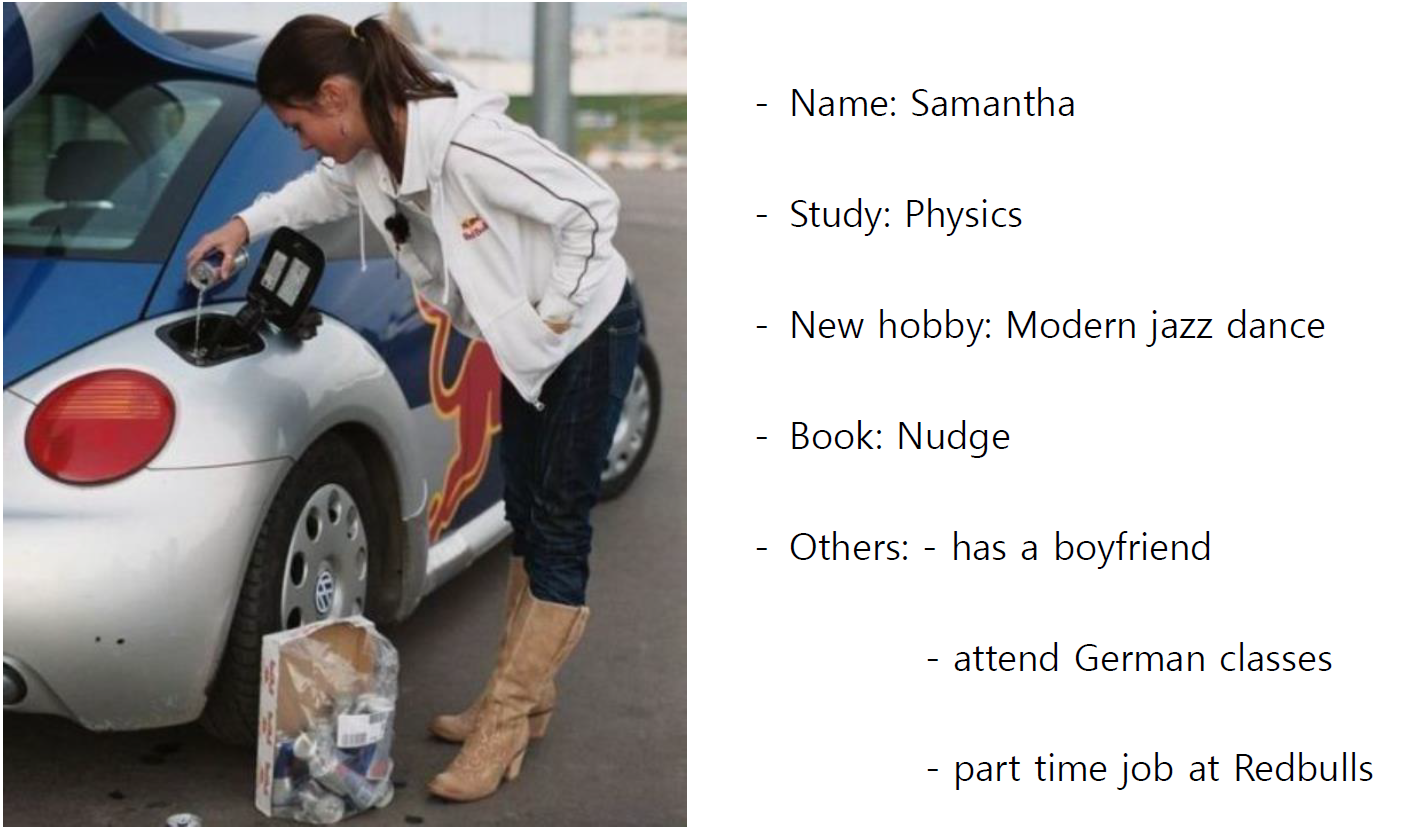 - Name: Samantha
- Study: Physics
- New hobby: Modern jazz dance
- Book: Nudge
- Others: - has a boyfriend
- attend German classes
- part time job at Redbulls